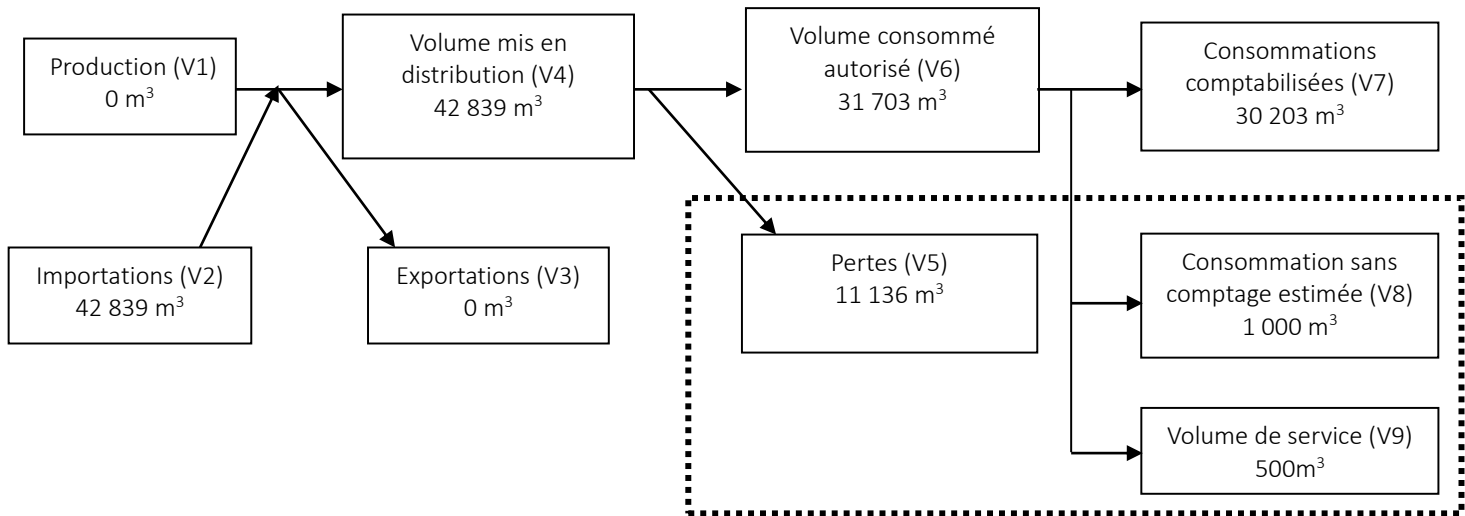 Production (V1)
0 m³
Volume mis en
distribution (V4)
42 839 m³
Volume consommé
autorisé (V6)
31 703 m³
Consommations
comptabilisées (V7)
30 203 m³
Importations (V2)
42 839 m³
Exportations (V3)
0 m³
Pertes (V5)
11 136 m³
Consommation sans
comptage estimée (V8)
1 000 m³
Volume de service (V9)
500m³